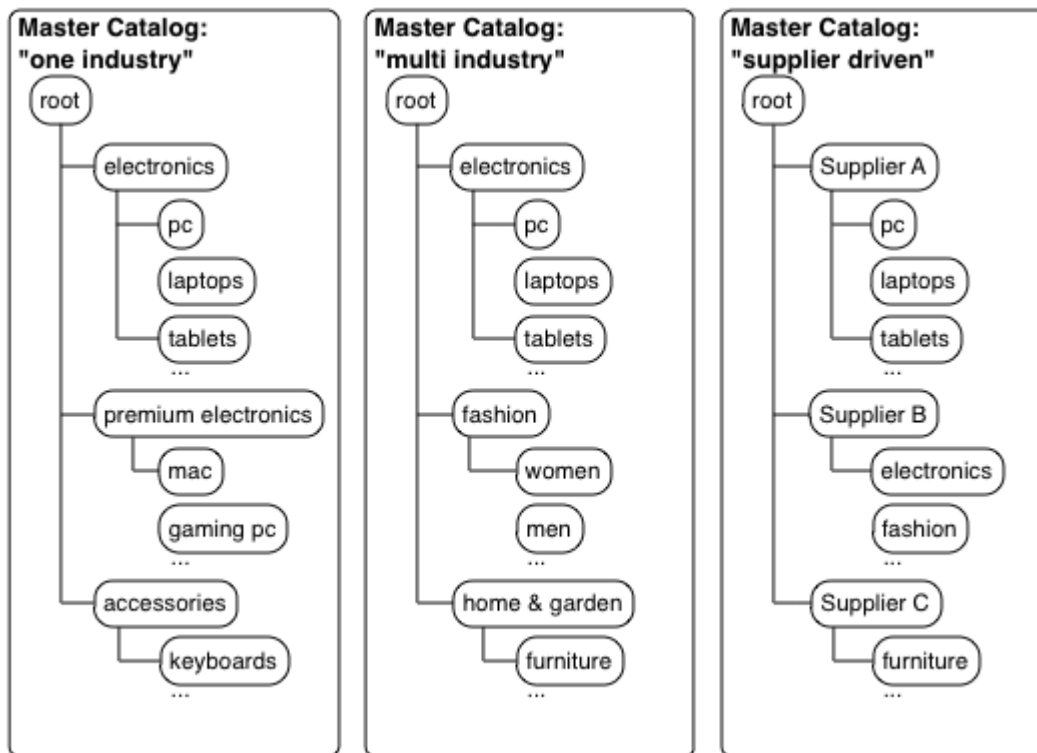 Master Catalog:
"one industry"
root
electronics
pc
laptops
tablets
...
premium electronics
mac
gaming pc
...
accessories
keyboards
...
Master Catalog:
"multi industry"
root
electronics
pc
laptops
tablets
...
fashion
women
men
...
home & garden
furniture
...
Master Catalog:
"supplier driven"
root
Supplier A
pc
laptops
tablets
...
Supplier B
electronics
fashion
...
Supplier C
furniture
...